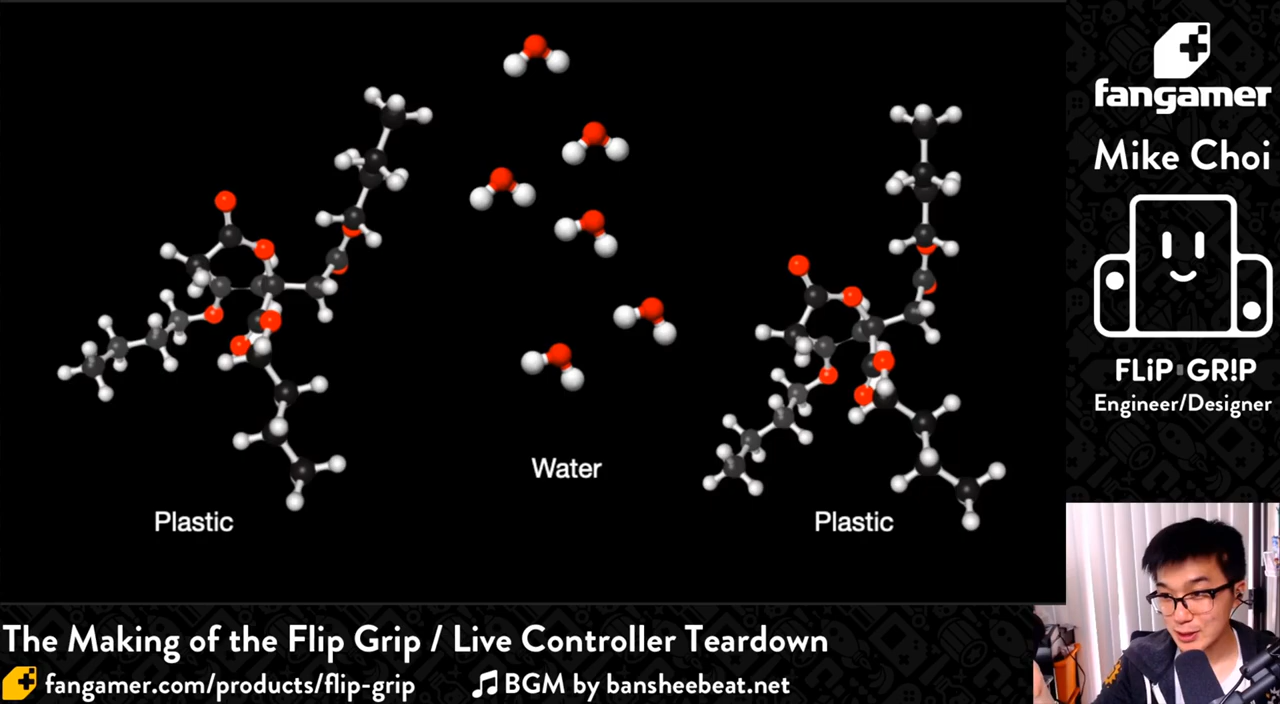 Water
Plastic
Plastic
fangamer
Mike Choi
FLiP GR!P
Engineer/Designer
The Making of the Flip Grip / Live Controller Teardown
fangamer.com/products/flip-grip
BGM by bansheebeat.net